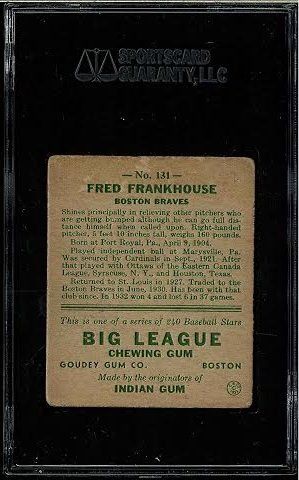 SPORTSCARD
GUARANTY, LLC
— No. 131 —
FRED FRANKHOUSE
BOSTON BRAVES
Shines principally in relieving other pitchers who
are getting bumped although he can go full dis-
tance himself when called upon. Right-handed
pitcher, 5 feet 10 inches fall, weighs 160 pounds.
Born at Port Royal, Pa., April 9, 1904.
Played independent ball at Marysville, Pa.
Was secured by Cardinals in Sept., 1921. After
that played with Ottawa of the Eastern Canada
League, Syracuse, N. Y., and Houston, Texas.
Returned to St. Louis in 1927. Traded to the
Boston Braves in June, 1930. Has been with that
club since. In 1932 won 4 and lost 6 in 37 games.
This is one of a series of 240 Baseball Stars
BIG LEAGUE
CHEWING GUM
GOUDEY GUM CO. BOSTON
Made by the originators of
INDIAN GUM